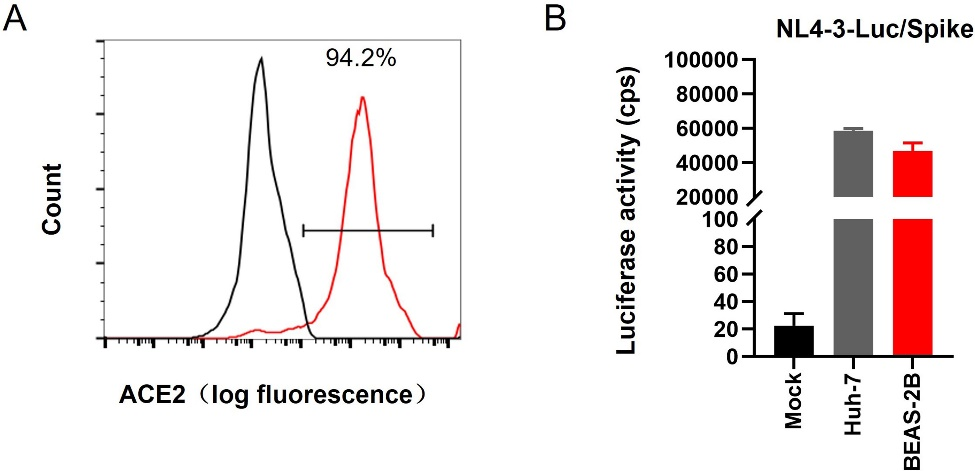 A
94.2%
Count
ACE2（log fluorescence）
B
NL4-3-Luc/Spike
Luciferase activity (cps)
100000
80000
60000
40000
20000
100
80
60
40
20
0
Mock
Huh-7
BEAS-2B